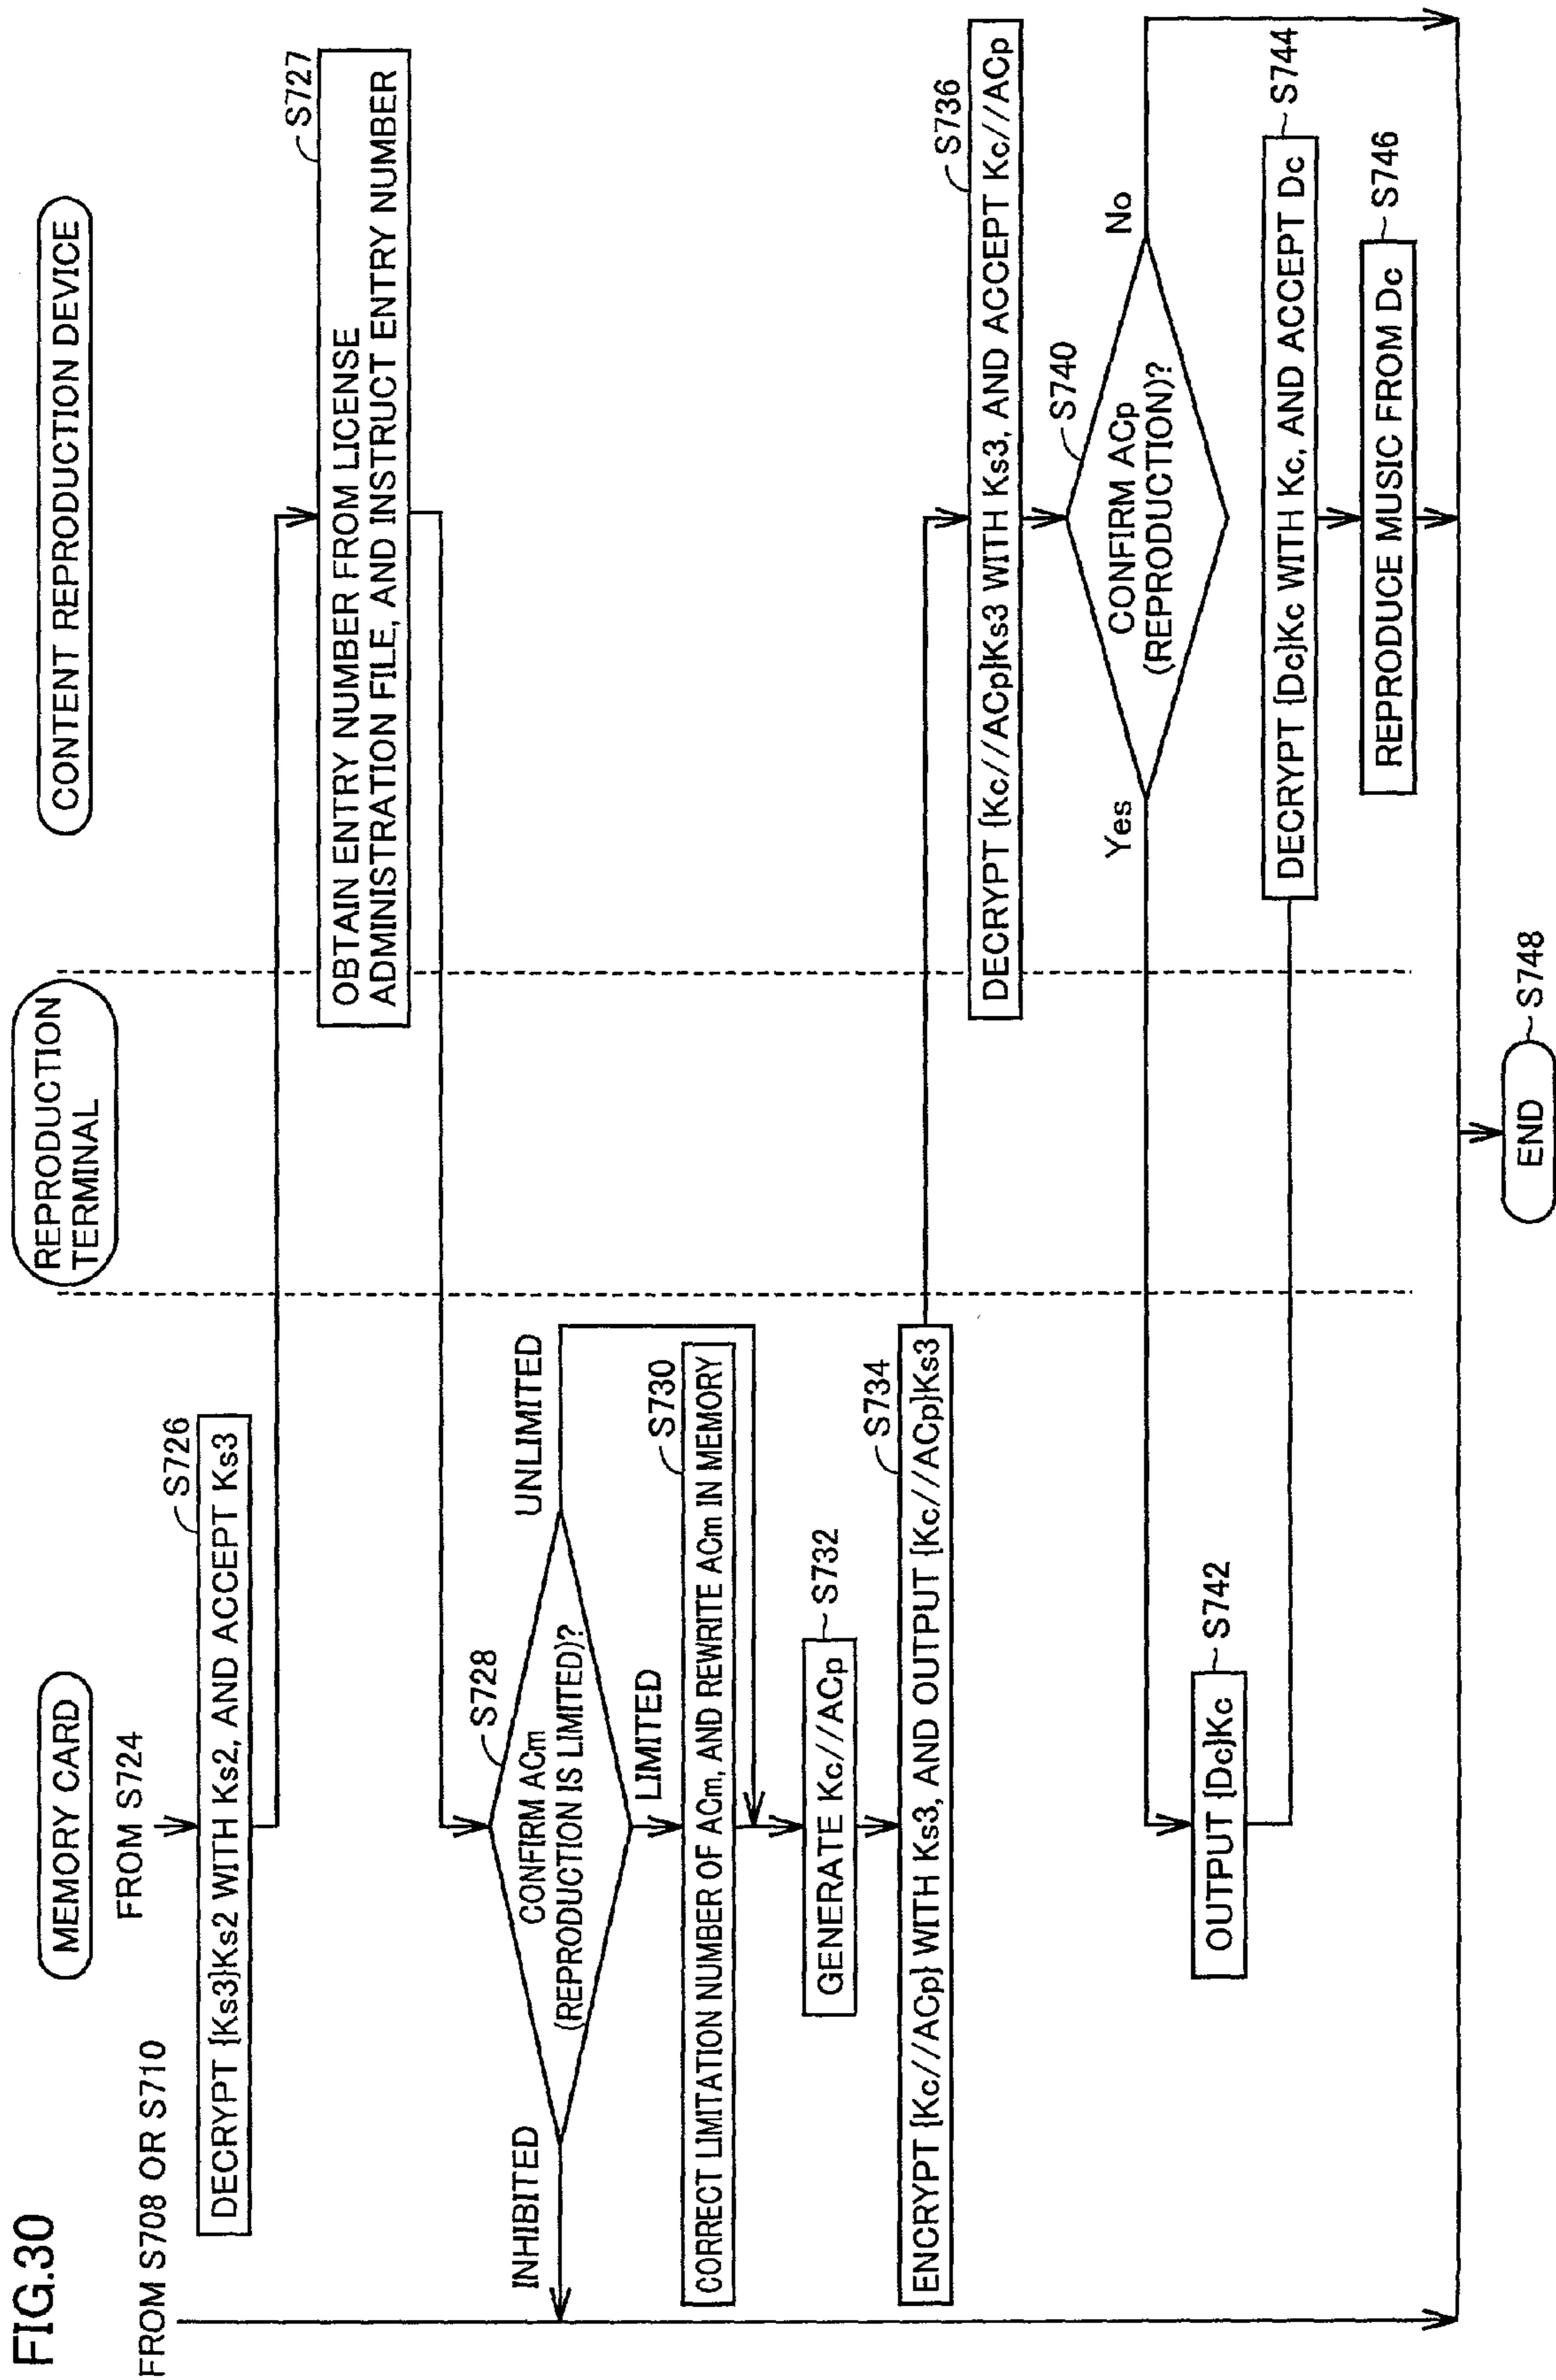 FIG.30
MEMORY CARD
REPRODUCTION
TERMINAL
CONTENT REPRODUCTION DEVICE
FROM S708 OR S710
FROM S724
S726
DECRYPT {Ks3}Ks2 WITH Ks2, AND ACCEPT Ks3
S727
OBTAIN ENTRY NUMBER FROM LICENSE
ADMINISTRATION FILE, AND INSTRUCT ENTRY NUMBER
S728
CONFIRM ACm
(REPRODUCTION IS LIMITED)?
INHIBITED
UNLIMITED
LIMITED
S730
CORRECT LIMITATION NUMBER OF ACm, AND REWRITE ACm IN MEMORY
GENERATE Kc//ACp
S732
S734
ENCRYPT {Kc//ACp} WITH Ks3, AND OUTPUT {Kc//ACp}Ks3
S736
DECRYPT {Kc//ACp}Ks3 WITH Ks3, AND ACCEPT Kc//ACp
S740
CONFIRM ACp
(REPRODUCTION)?
Yes
No
OUTPUT {Dc}Kc
S742
DECRYPT {Dc}Kc WITH Kc, AND ACCEPT Dc
S744
REPRODUCE MUSIC FROM Dc
S746
END
S748